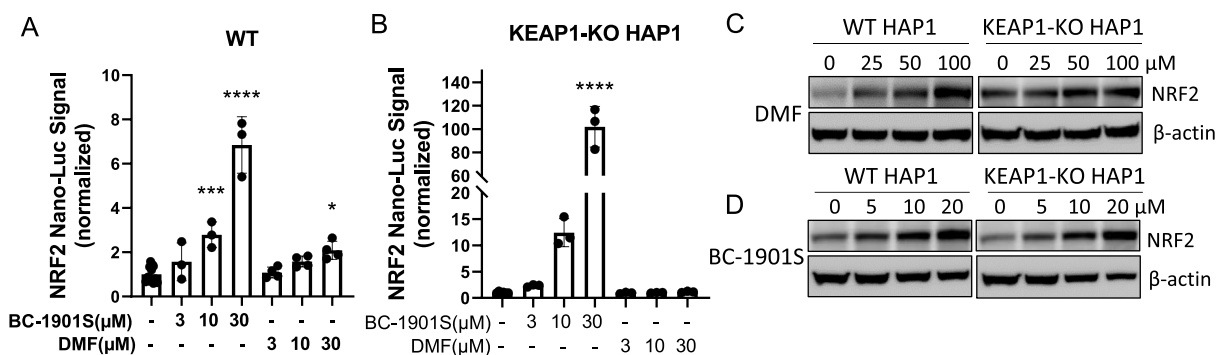 A
WT
NRF2 Nano-Luc Signal
(normalized)
10
8
6
4
2
0
***
****
*
BC-1901S(μM) - 3 10 30 - - -
DMF(μM) - - - - 3 10 30
B
KEAP1-KO HAP1
NRF2 Nano-Luc Signal
(normalized)
140
120
100
80
60
40
20
20
15
10
5
0
****
BC-1901S(μM) - 3 10 30 - - -
DMF(μM) - - - - 3 10 30
C
WT HAP1 KEAP1-KO HAP1
0 25 50 100 0 25 50 100 μM
DMF
NRF2
β-actin
D
WT HAP1 KEAP1-KO HAP1
0 5 10 20 0 5 10 20 μM
BC-1901S
NRF2
β-actin